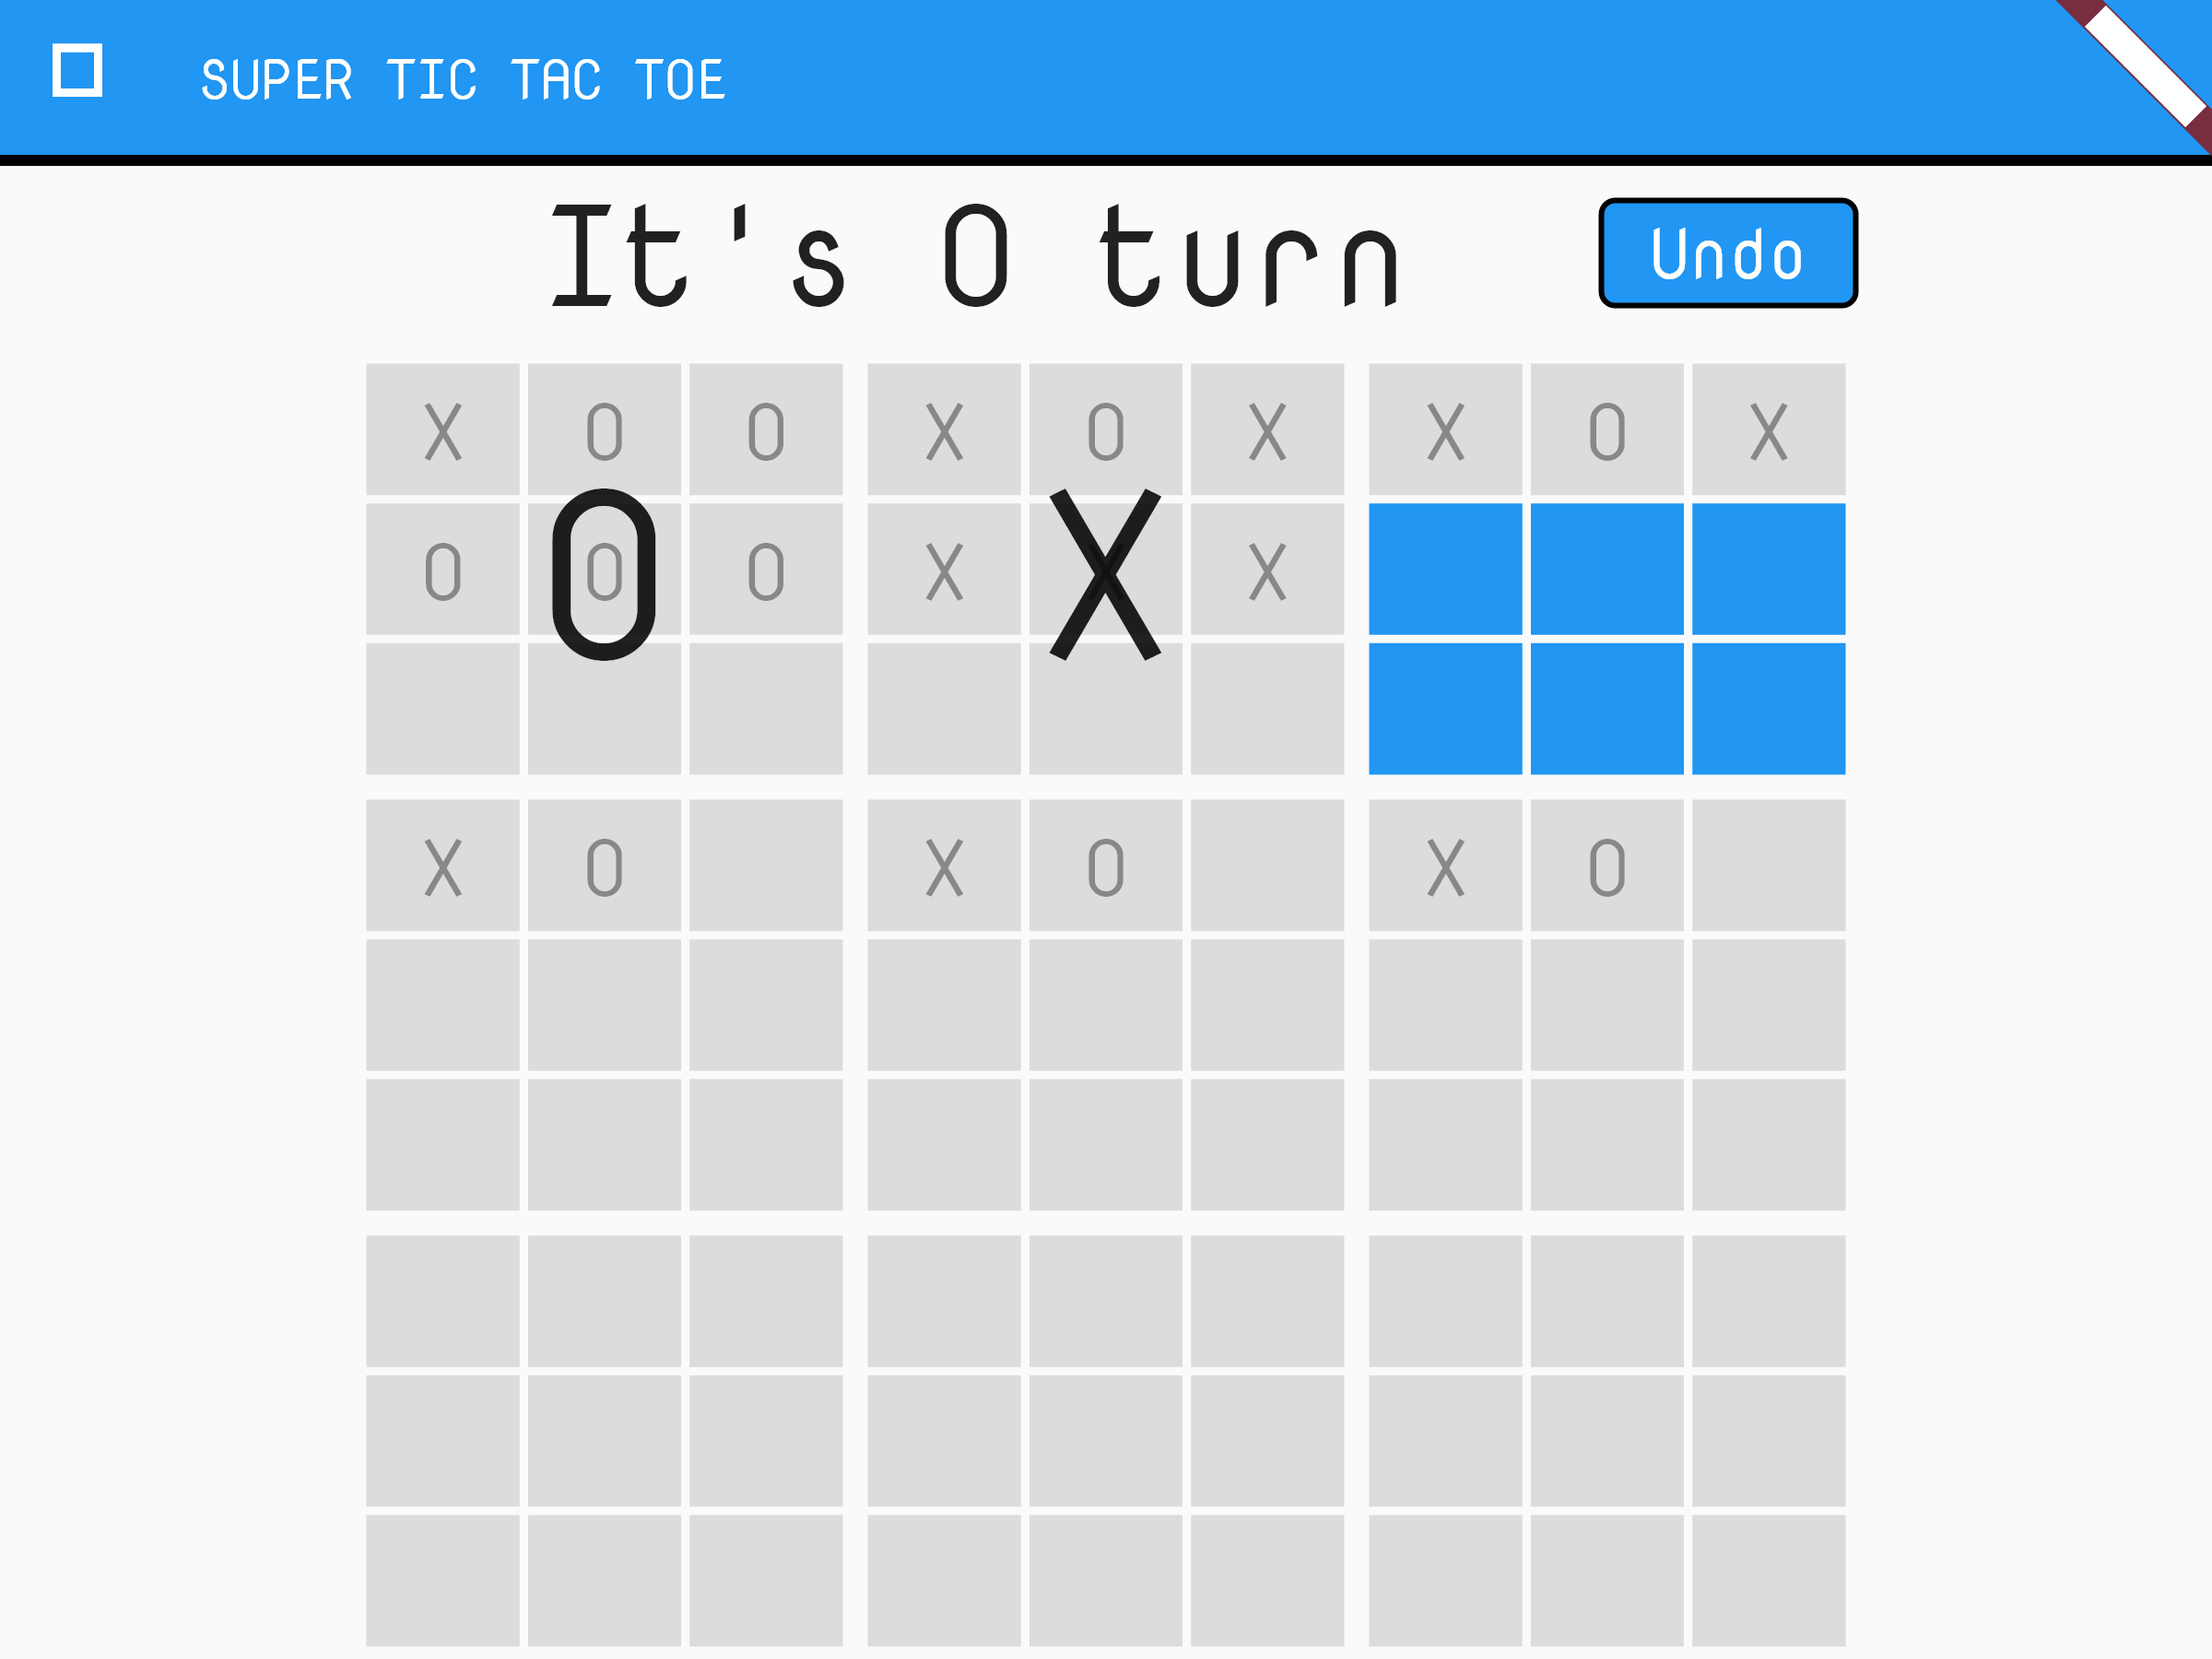 SUPER TIC TAC TOE
It's O turn
Undo
X O O X O X X O X
O O O X X X
O X
X O X O X O